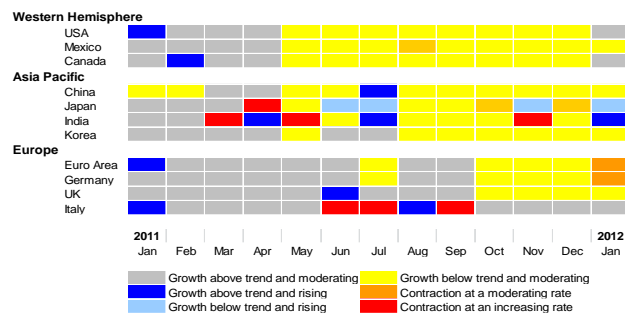 Western Hemisphere
USA
Mexico
Canada
Asia Pacific
China
Japan
India
Korea
Europe
Euro Area
Germany
UK
Italy
2011 2012
Jan Feb Mar Apr May Jun Jul Aug Sep Oct Nov Dec Jan
Growth above trend and moderating Growth below trend and moderating
Growth above trend and rising Contraction at a moderating rate
Growth below trend and rising Contraction at an increasing rate